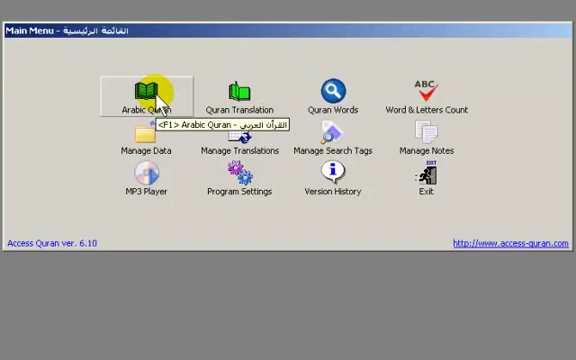 Main Menu - القائمة الرئيسية
Arabic Quran
Quran Translation
Quran Words
ABC
Word & Letters Count
<F1> Arabic Quran - القرآن العربي
Manage Data
Manage Translations
Manage Search Tags
Manage Notes
EXIT
MP3 Player
Program Settings
Version History
Exit
Access Quran ver. 6.10
http://www.access-quran.com